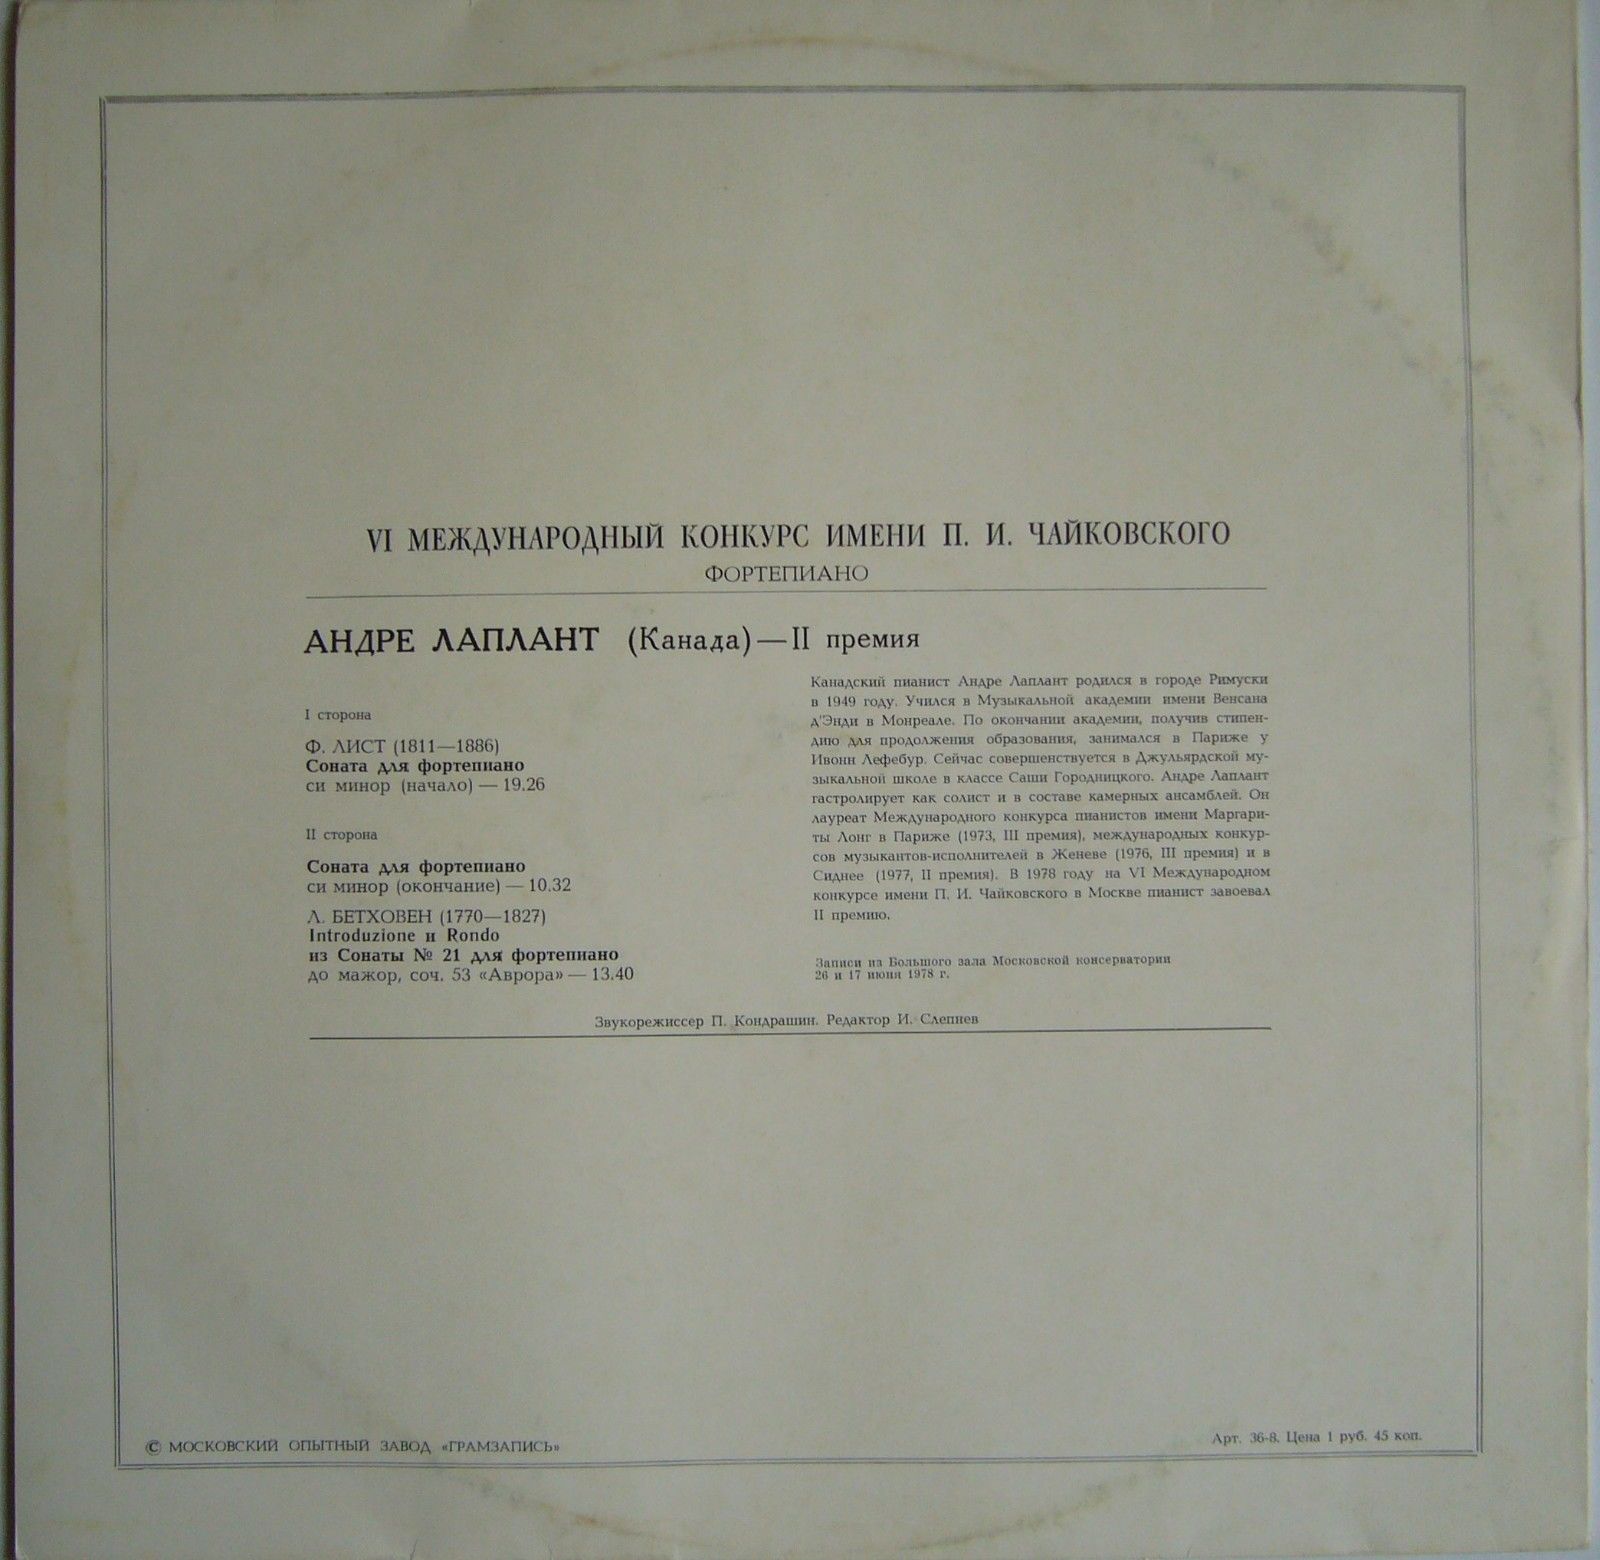 VI МЕЖДУНАРОДНЫЙ КОНКУРС ИМЕНИ П. И. ЧАЙКОВСКОГО
ФОРТЕПИАНО
АНДРЕ ЛАПЛАНТ (Канада) — II премия
I сторона
Ф. ЛИСТ (1811—1886)
Соната для фортепиано
си минор (начало) — 19.26
II сторона
Соната для фортепиано
си минор (окончание) — 10.32
Л. БЕТХОВЕН (1770—1827)
Introduzione и Rondo
из Сонаты № 21 для фортепиано
до мажор, соч. 53 «Аврора» — 13.40
Канадский пианист Андре Лаплант родился в городе Римуски
в 1949 году. Учился в Музыкальной академии имени Венсана
д'Энди в Монреале. По окончании академии, получив стипен-
дию для продолжения образования, занимался в Париже у
Ивонн Лефебур. Сейчас совершенствуется в Джульярдской му-
зыкальной школе в классе Саши Городницкого. Андре Лаплант
гастролирует как солист и в составе камерных ансамблей. Он
лауреат Международного конкурса пианистов имени Маргари-
ты Лонг в Париже (1973, III премия), международных конкур-
сов музыкантов-исполнителей в Женеве (1976, III премия) и в
Сиднее (1977, II премия). В 1978 году на VI Международном
конкурсе имени П. И. Чайковского в Москве пианист завоевал
II премию.
Записи из Большого зала Московской консерватории
26 и 17 июня 1978 г.
Звукорежиссер П. Кондрашин. Редактор И. Слепнев
© МОСКОВСКИЙ ОПЫТНЫЙ ЗАВОД «ГРАМЗАПИСЬ»
Арт. 36-8. Цена 1 руб. 45 коп.